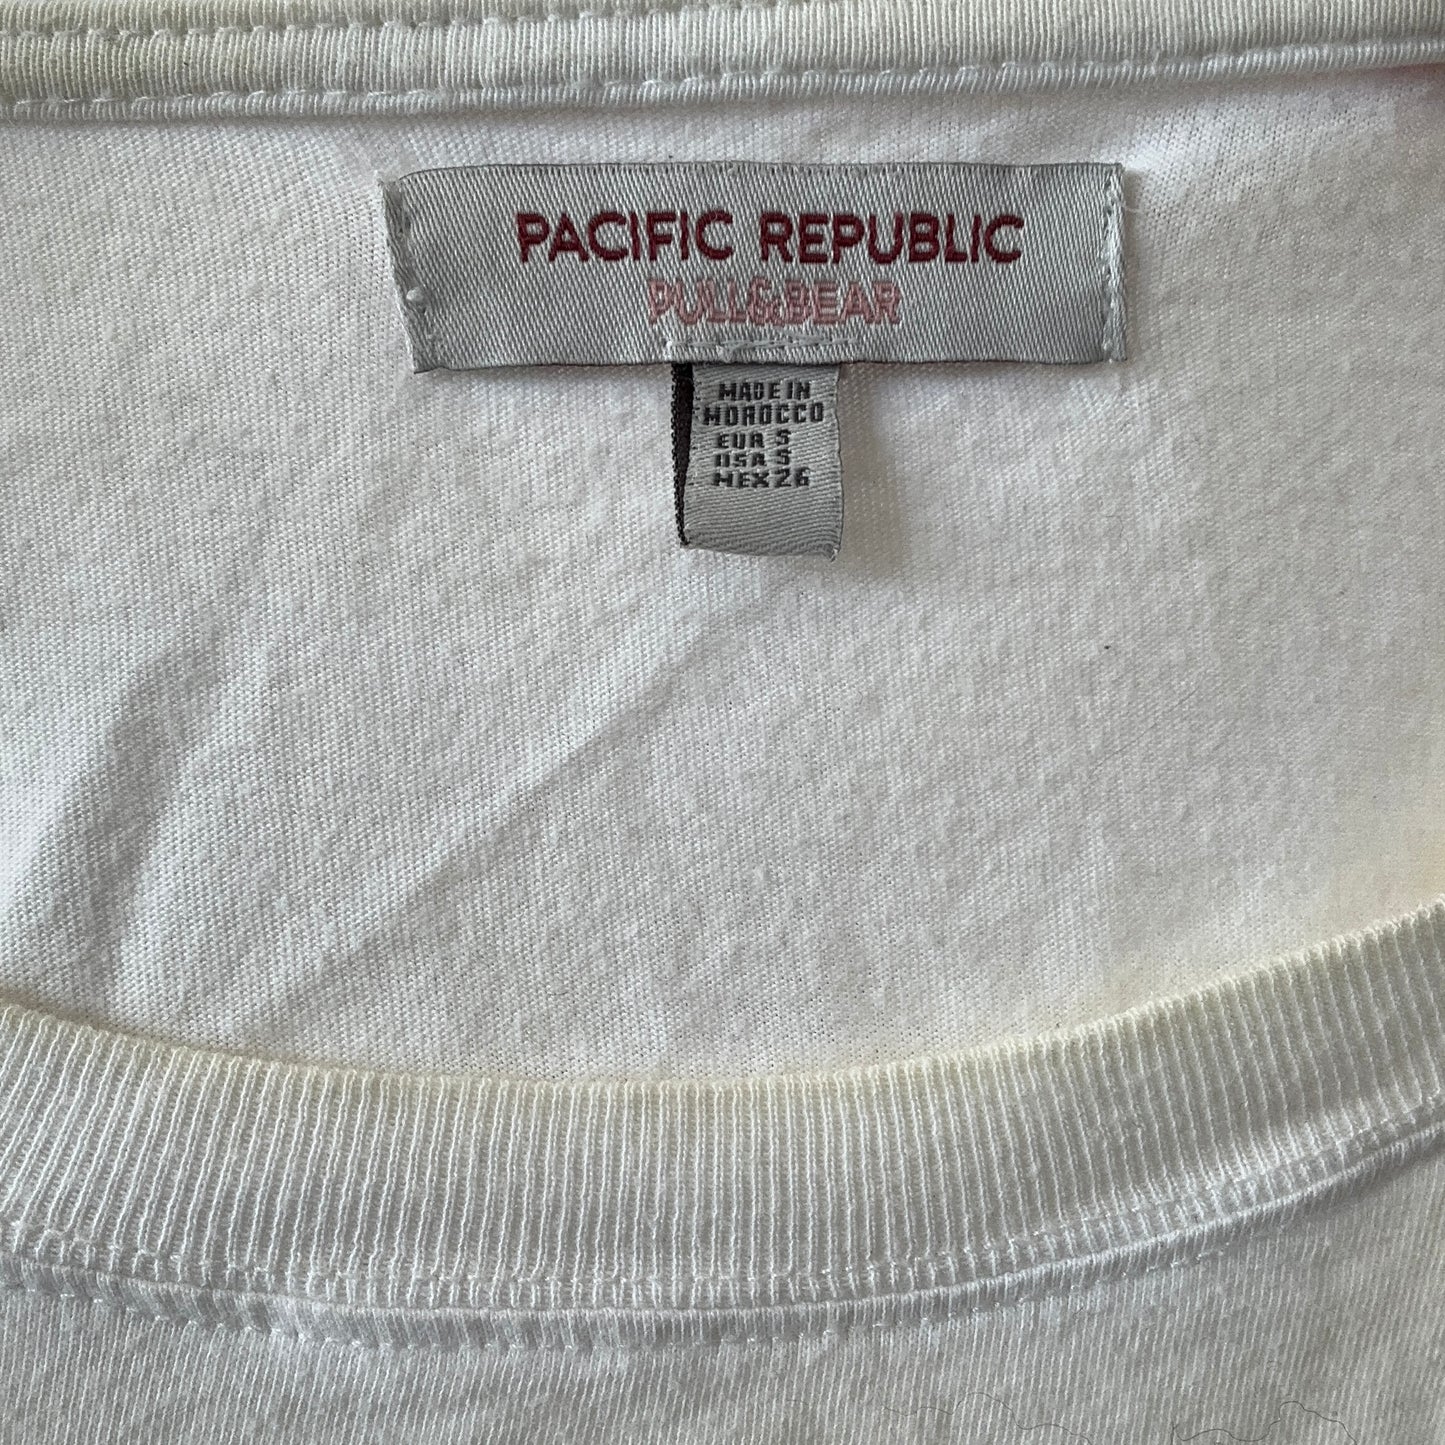 PACIFIC REPUBLIC
PULL&BEAR
MADE IN
MOROCCO
EUR S
USA S
MEX 26